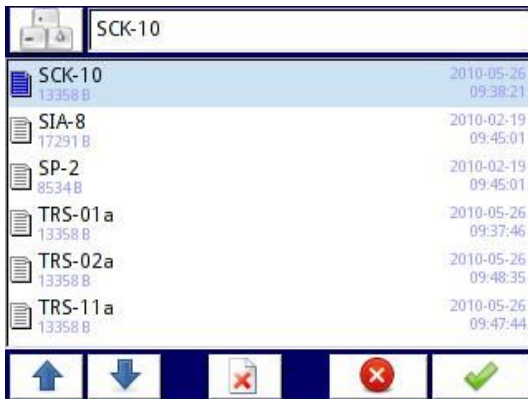 SCK-10
SCK-10 2010-05-26
13358 B 09:38:21
SIA-8 2010-02-19
17291 B 09:45:01
SP-2 2010-02-19
8534 B 09:45:01
TRS-01a 2010-05-26
13358 B 09:37:46
TRS-02a 2010-05-26
13358 B 09:48:35
TRS-11a 2010-05-26
13358 B 09:47:44